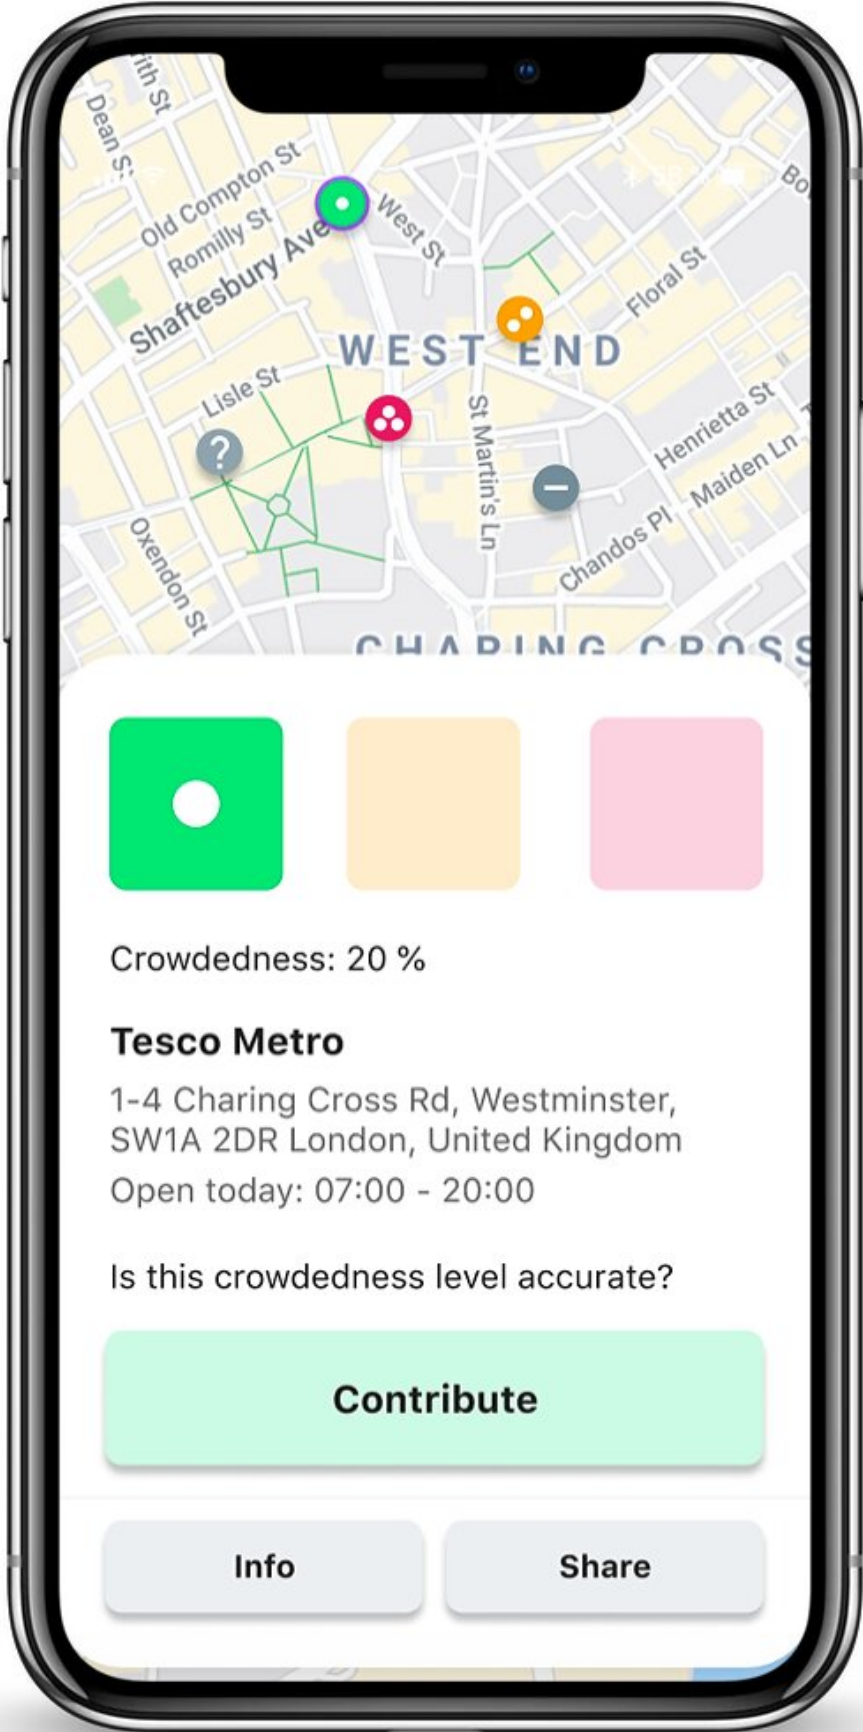 ith St
Dean S
Old Compton St
Romilly St
Shaftesbury Ave
West St
Floral St
WEST END
Lisle St
?
St Martin's Ln
Henrietta St
Maiden Ln
Chandos Pl
Oxendon St
CHARING CROSS
Crowdedness: 20 %
Tesco Metro
1-4 Charing Cross Rd, Westminster,
SW1A 2DR London, United Kingdom
Open today: 07:00 - 20:00
Is this crowdedness level accurate?
Contribute
Info
Share